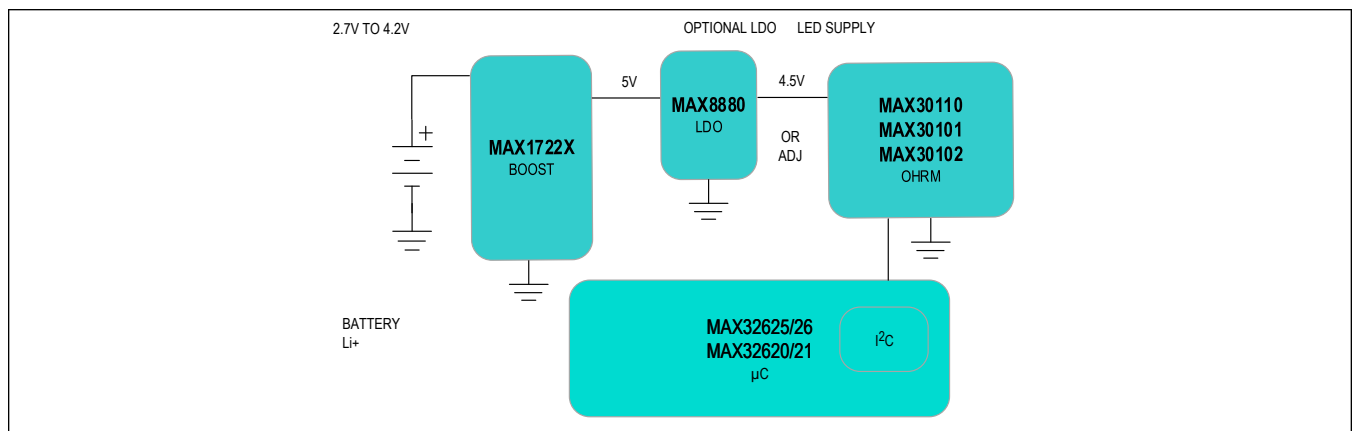 2.7V TO 4.2V
OPTIONAL LDO
LED SUPPLY
5V
4.5V
OR
ADJ
+
MAX1722X
BOOST
MAX8880
LDO
MAX30110
MAX30101
MAX30102
OHRM
BATTERY
Li+
MAX32625/26
MAX32620/21
µC
I²C